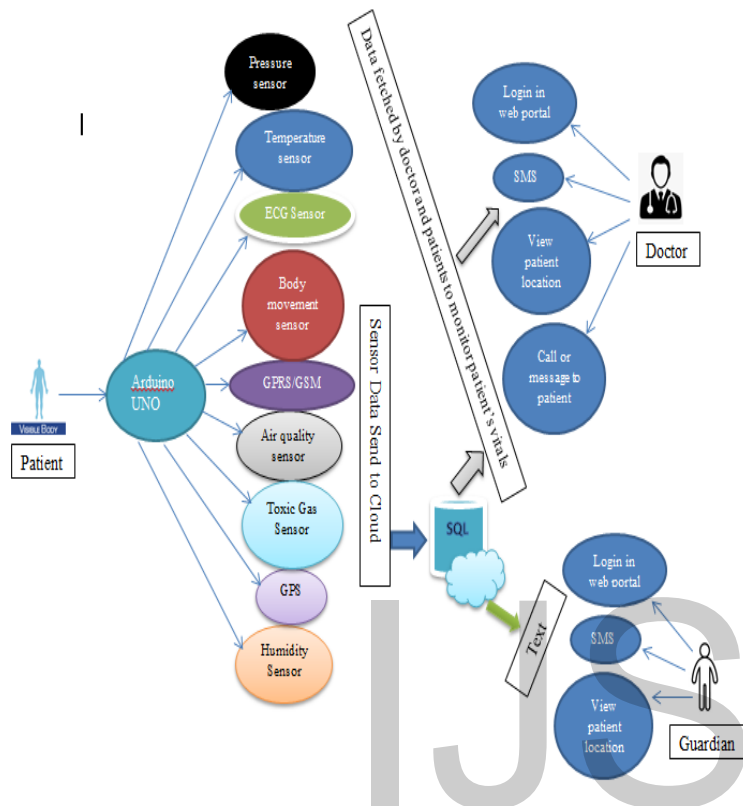 Pressure
sensor
Temperature
sensor
ECG Sensor
Body
movement
sensor
GPRS/GSM
Air quality
sensor
Toxic Gas
Sensor
GPS
Humidity
Sensor
Arduino
UNO
VISIBLE BODY
Patient
Sensor Data Send to Cloud
Data fetched by doctor and patients to monitor patient's vitals
SQL
Text
Login in
web portal
SMS
View
patient
location
Call or
message to
patient
Doctor
Login in
web portal
SMS
View
patient
location
Guardian
IJS